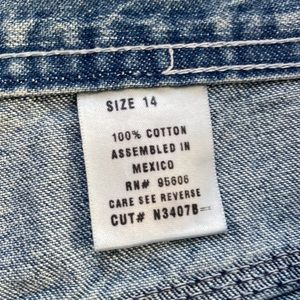 SIZE 14
100% COTTON
ASSEMBLED IN
MEXICO
RN# 95606
CARE SEE REVERSE
CUT# N3407B